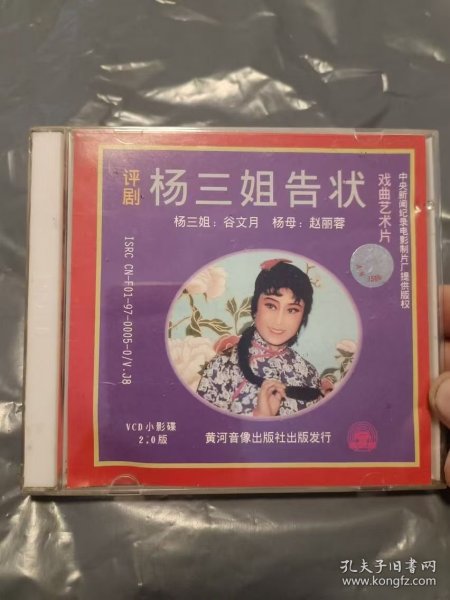 评剧
杨三姐告状
杨三姐：谷文月 杨母：赵丽蓉
戏曲艺术片
中央新闻纪录电影制片厂提供版权
ISRC CN-F01-97-0005-0/V.J8
VCD小影碟
2.0版
黄河音像出版社出版发行
孔夫子旧书网
www.kongfz.com